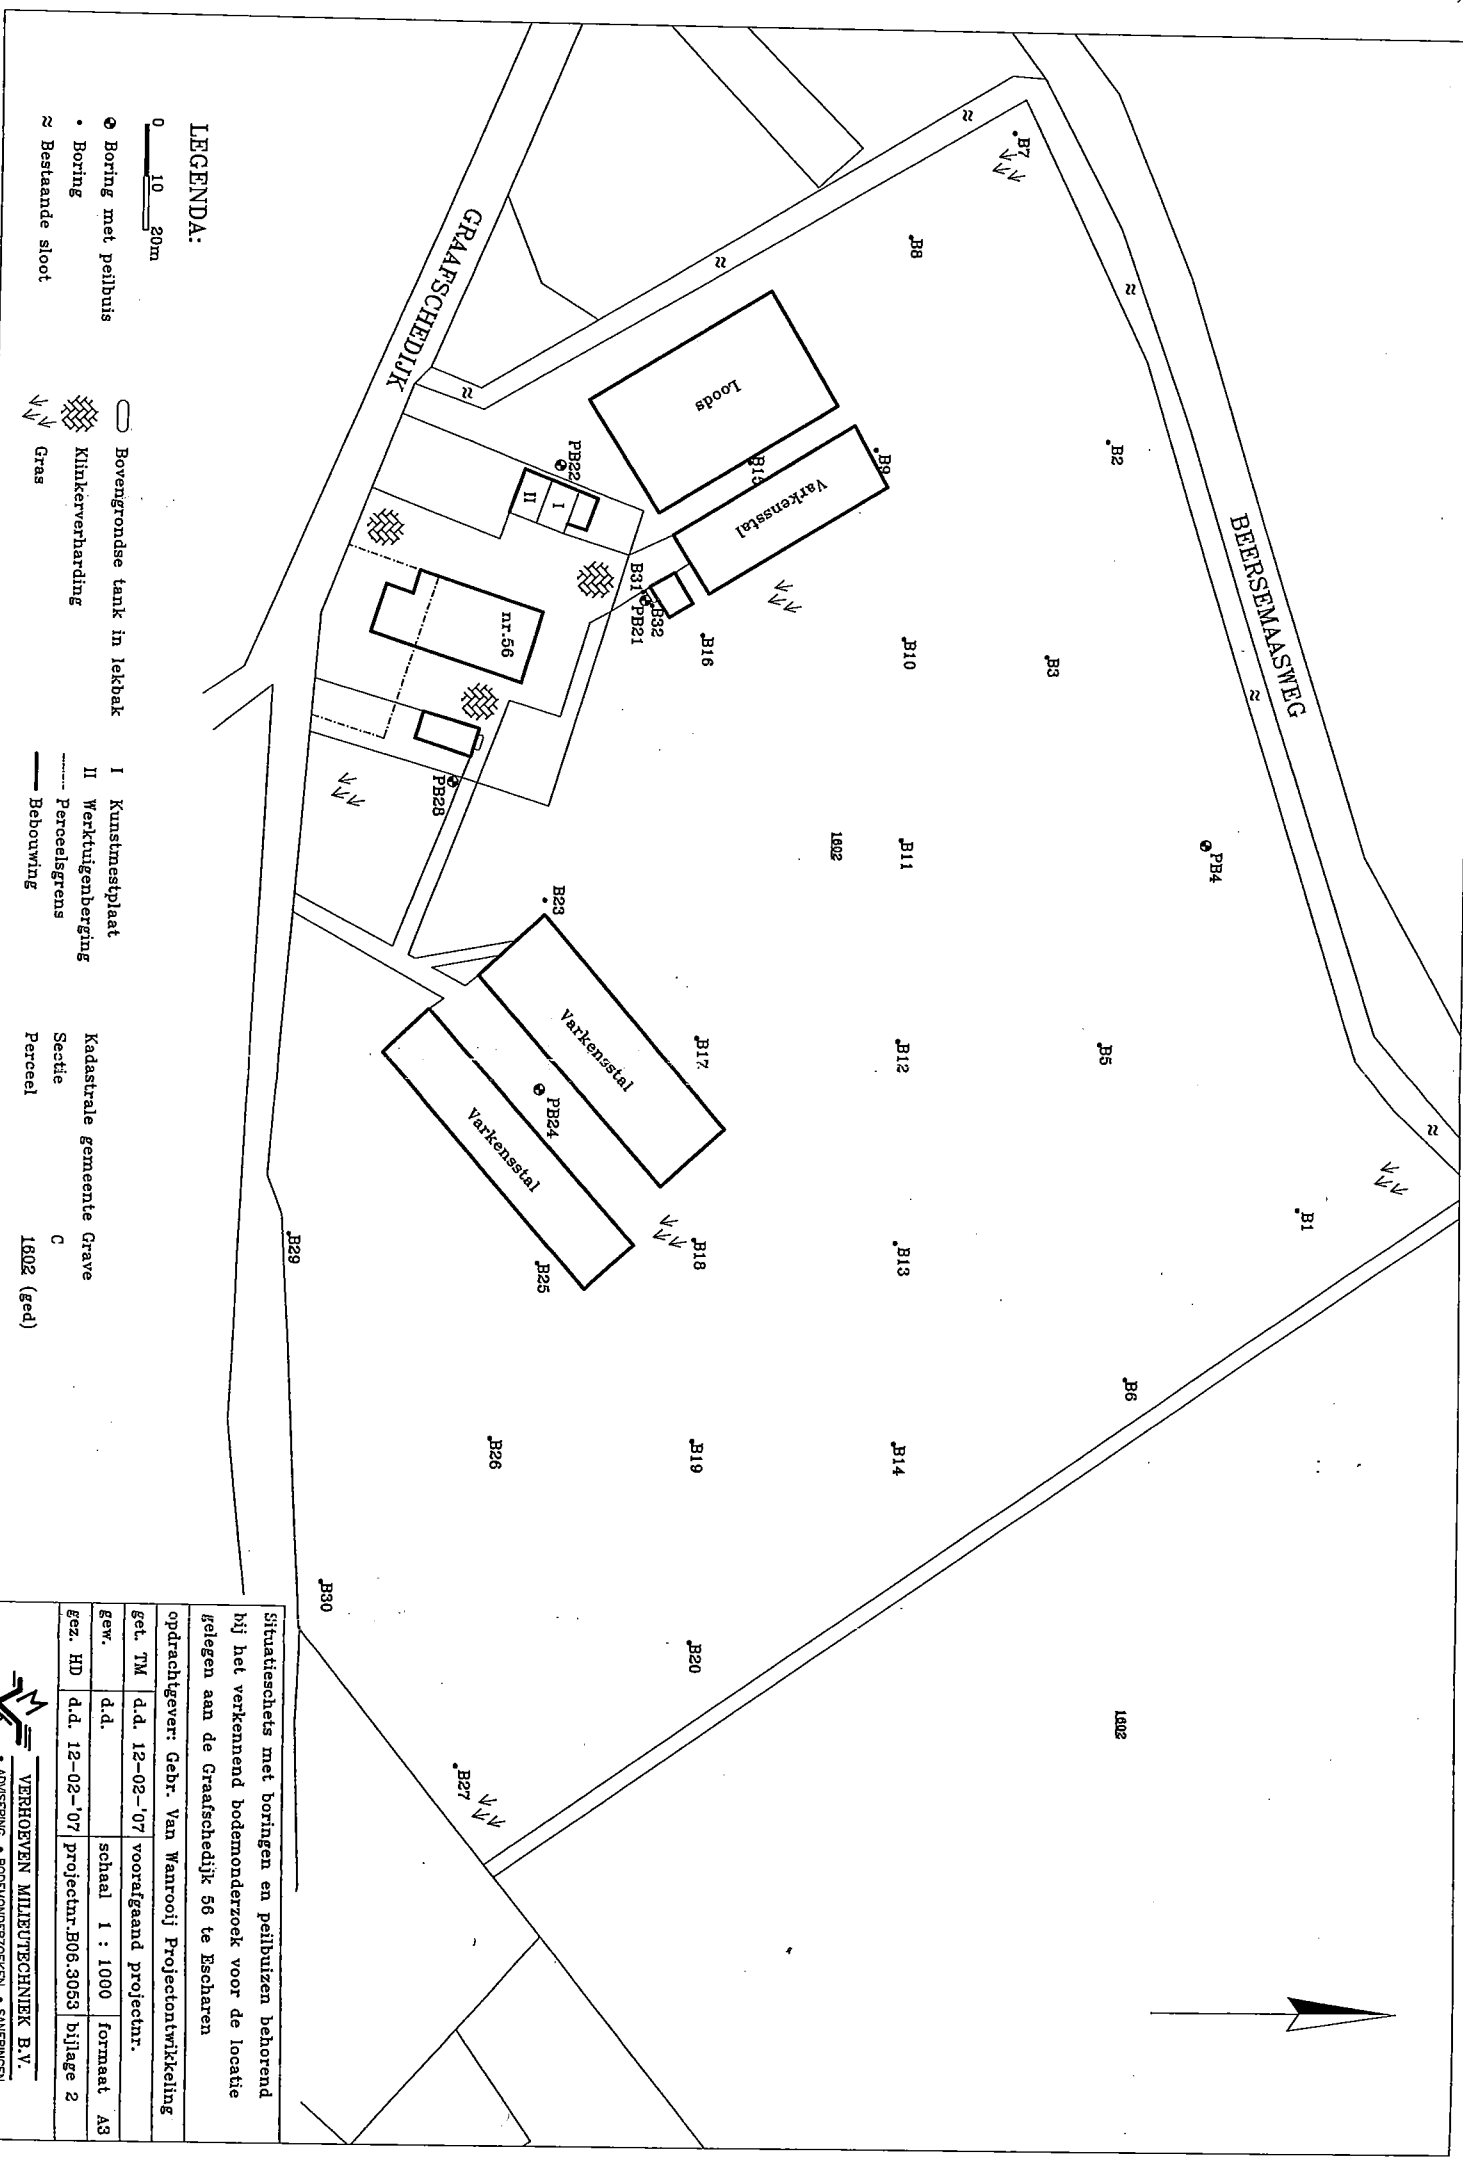 BEERSEMAASWEG
GRAAFSCHEDIJK
B1
B2
B3
PB4
B5
B6
B7
B8
B9
B10
B11
B12
B13
B14
B15
B16
B17
B18
B19
B20
PB21
PB22
B23
PB24
B25
B26
B27
PB28
B29
B30
B31
B32
1602
1602
Loods
Varkensstal
Varkensstal
Varkensstal
nr.56
I
II
LEGENDA:
0 10 20m
Boring met peilbuis
Boring
Bestaande sloot
Bovengrondse tank in lekbak
Klinkerverharding
Gras
I Kunstmestplaat
II Werktuigenberging
Perceelsgrens
Bebouwing
Kadastrale gemeente Grave
Sectie C
Perceel 1602 (ged)
Situatieschets met boringen en peilbuizen behorend
bij het verkennend bodemonderzoek voor de locatie
gelegen aan de Graafschedijk 56 te Escharen
opdrachtgever: Gebr. Van Wanrooij Projectontwikkeling
get. TM d.d. 12-02-'07 voorafgaand projectnr.
gew. d.d. schaal 1 : 1000 formaat A3
gez. HD d.d. 12-02-'07 projectnr.B06.3053 bijlage 2
VERHOEVEN MILIEUTECHNIEK B.V.
• ADVISERING • BODEMONDERZOEKEN • SANERINGEN